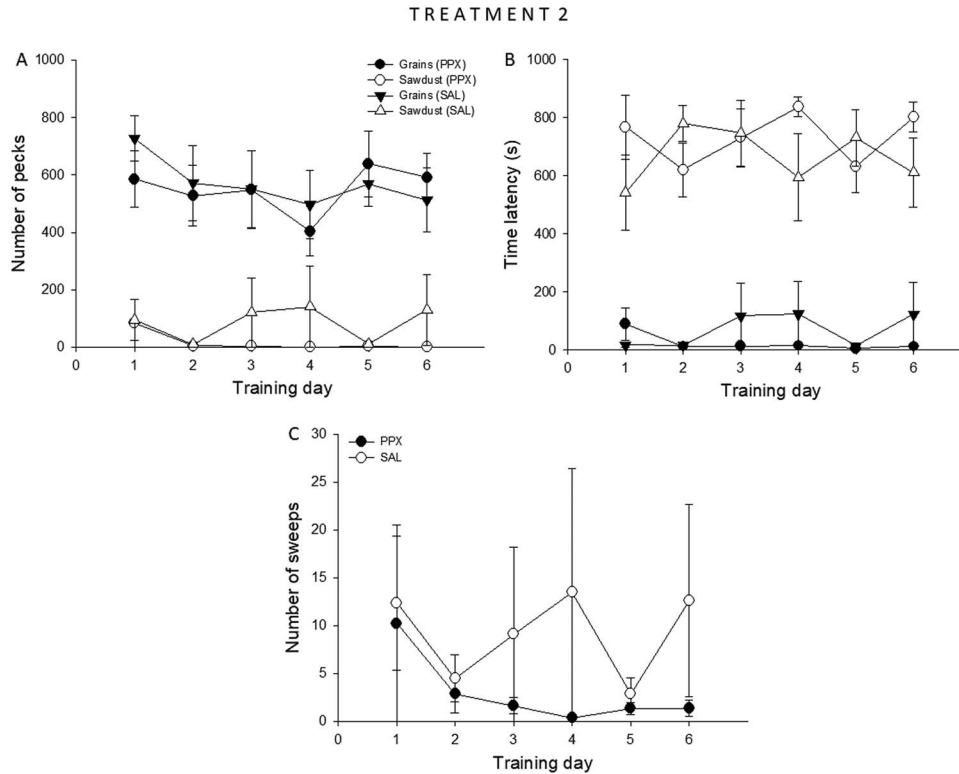 TREATMENT 2
A
1000
800
600
400
200
0
Number of pecks
Grains (PPX)
Sawdust (PPX)
Grains (SAL)
Sawdust (SAL)
0 1 2 3 4 5 6
Training day
B
1000
800
600
400
200
0
Time latency (s)
0 1 2 3 4 5 6
Training day
C
30
25
20
15
10
5
0
Number of sweeps
PPX
SAL
0 1 2 3 4 5 6
Training day